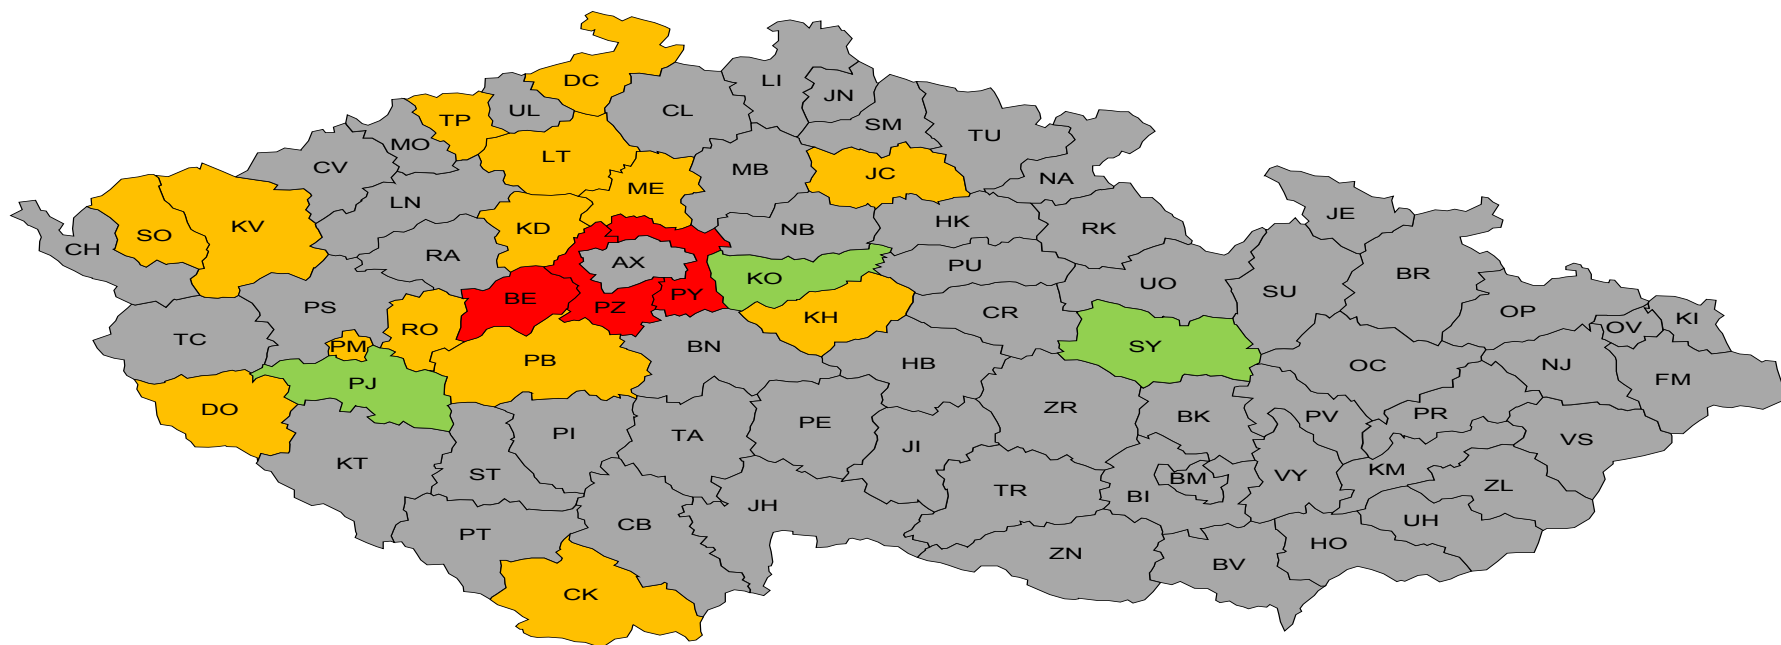 DC
LI
JN
UL
CL
TP
SM
TU
MO
CV
LT
MB
JC
NA
ME
LN
JE
SO
KV
KD
NB
HK
RK
CH
RA
AX
KO
PU
UO
BR
SU
BE
PZ
PY
PS
RO
KH
CR
OP
OV
KI
TC
PM
PJ
PB
BN
HB
SY
OC
NJ
FM
DO
PI
TA
PE
ZR
BK
PV
PR
KT
ST
JI
VS
TR
BI
BM
VY
KM
ZL
PT
CB
JH
UH
ZN
HO
BV
CK